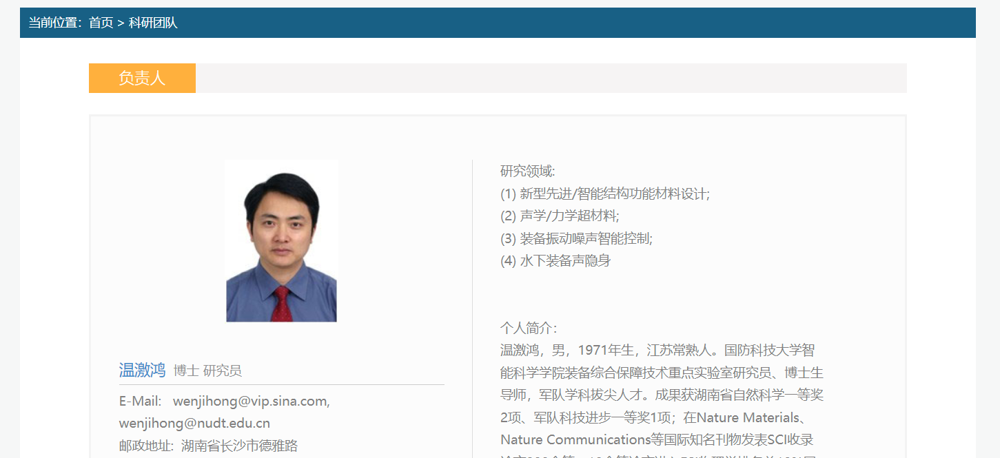 当前位置：首页 > 科研团队
负责人
温激鸿 博士 研究员
E-Mail: wenjihong@vip.sina.com,
wenjihong@nudt.edu.cn
邮政地址: 湖南省长沙市德雅路
研究领域:
(1) 新型先进/智能结构功能材料设计;
(2) 声学/力学超材料;
(3) 装备振动噪声智能控制;
(4) 水下装备声隐身
个人简介：
温激鸿，男，1971年生，江苏常熟人。国防科技大学智
能科学学院装备综合保障技术重点实验室研究员、博士生
导师，军队学科拔尖人才。成果获湖南省自然科学一等奖
2项、军队科技进步一等奖1项；在Nature Materials、
Nature Communications等国际知名刊物发表SCI收录